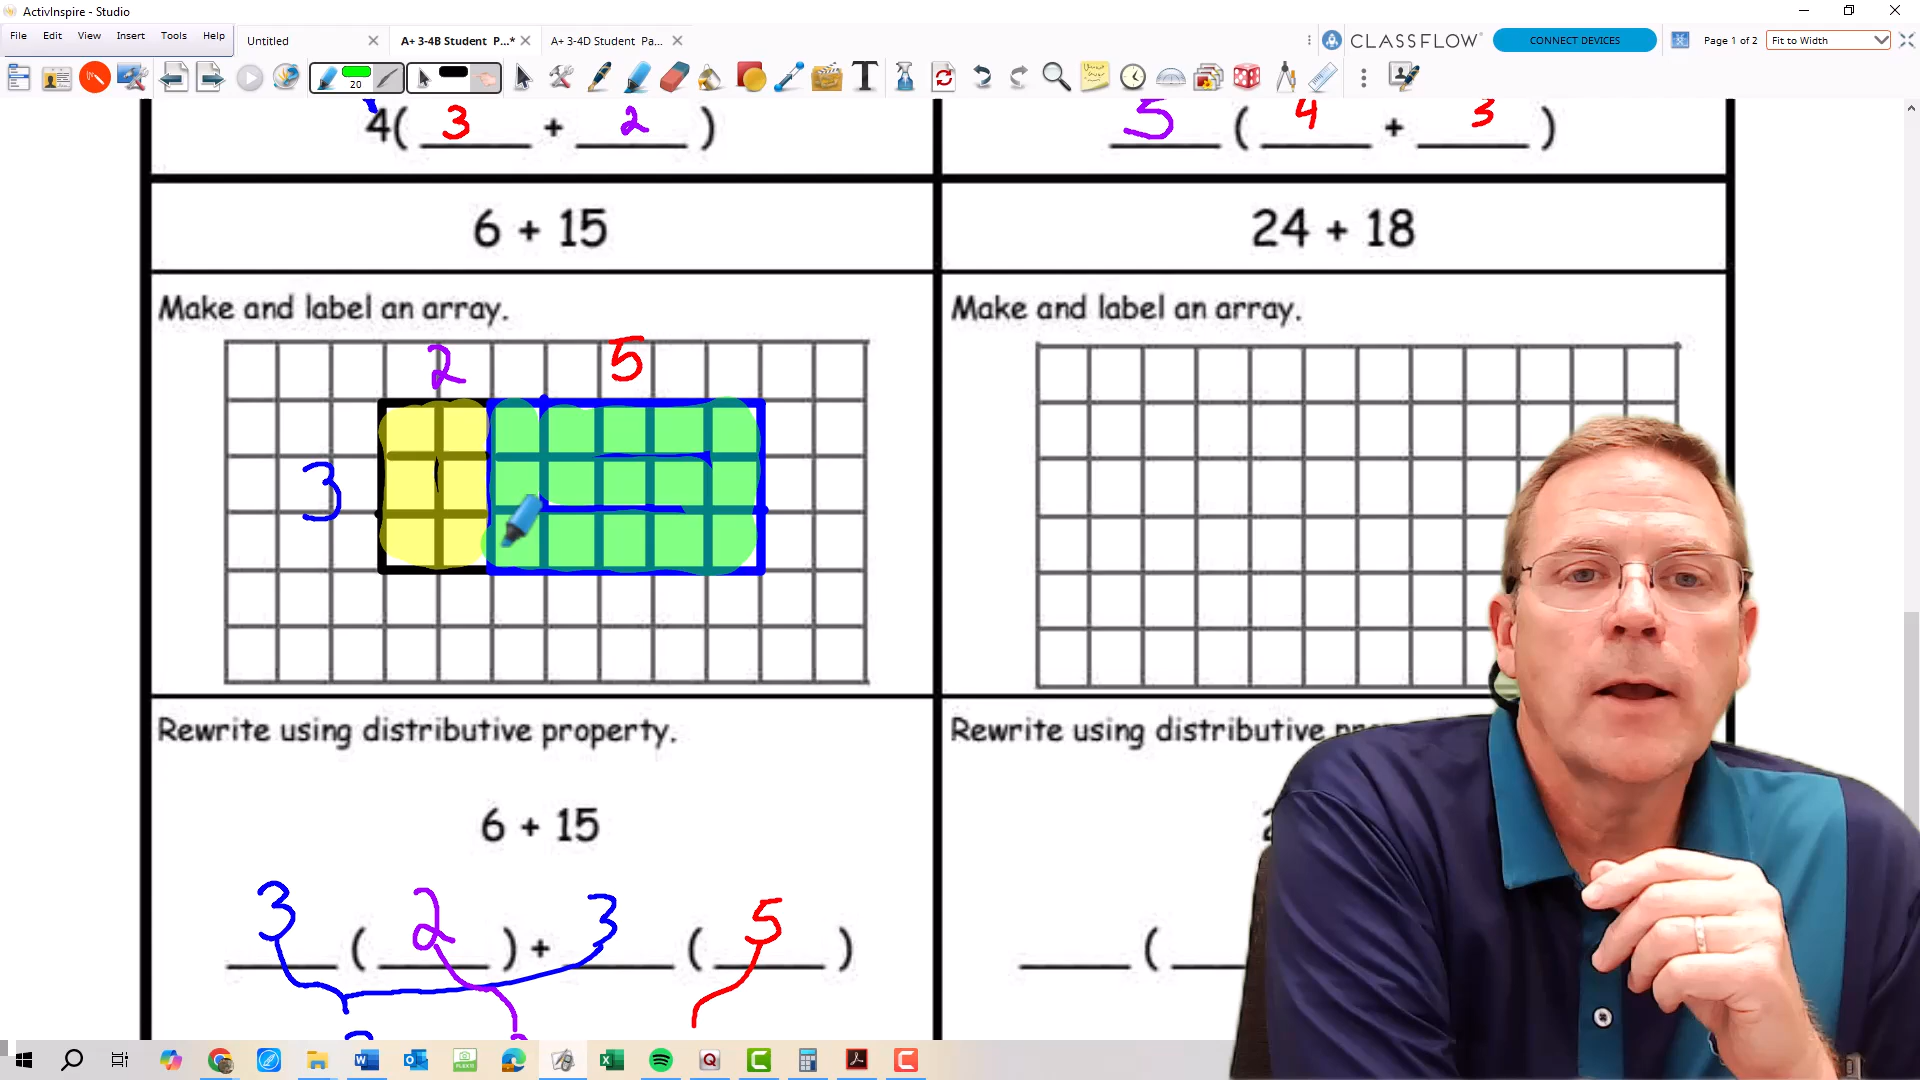 ActivInspire - Studio
File Edit View Insert Tools Help
Untitled
A+ 3-4B Student P...*
A+ 3-4D Student Pa...
CLASSFLOW
CONNECT DEVICES
Page 1 of 2
Fit to Width
20
4( 3 + 2 )
5 ( 4 + 3 )
6 + 15
24 + 18
Make and label an array.
Make and label an array.
2 5
3
Rewrite using distributive property.
Rewrite using distributive
6 + 15
3 ( 2 ) + 3 ( 5 )
(